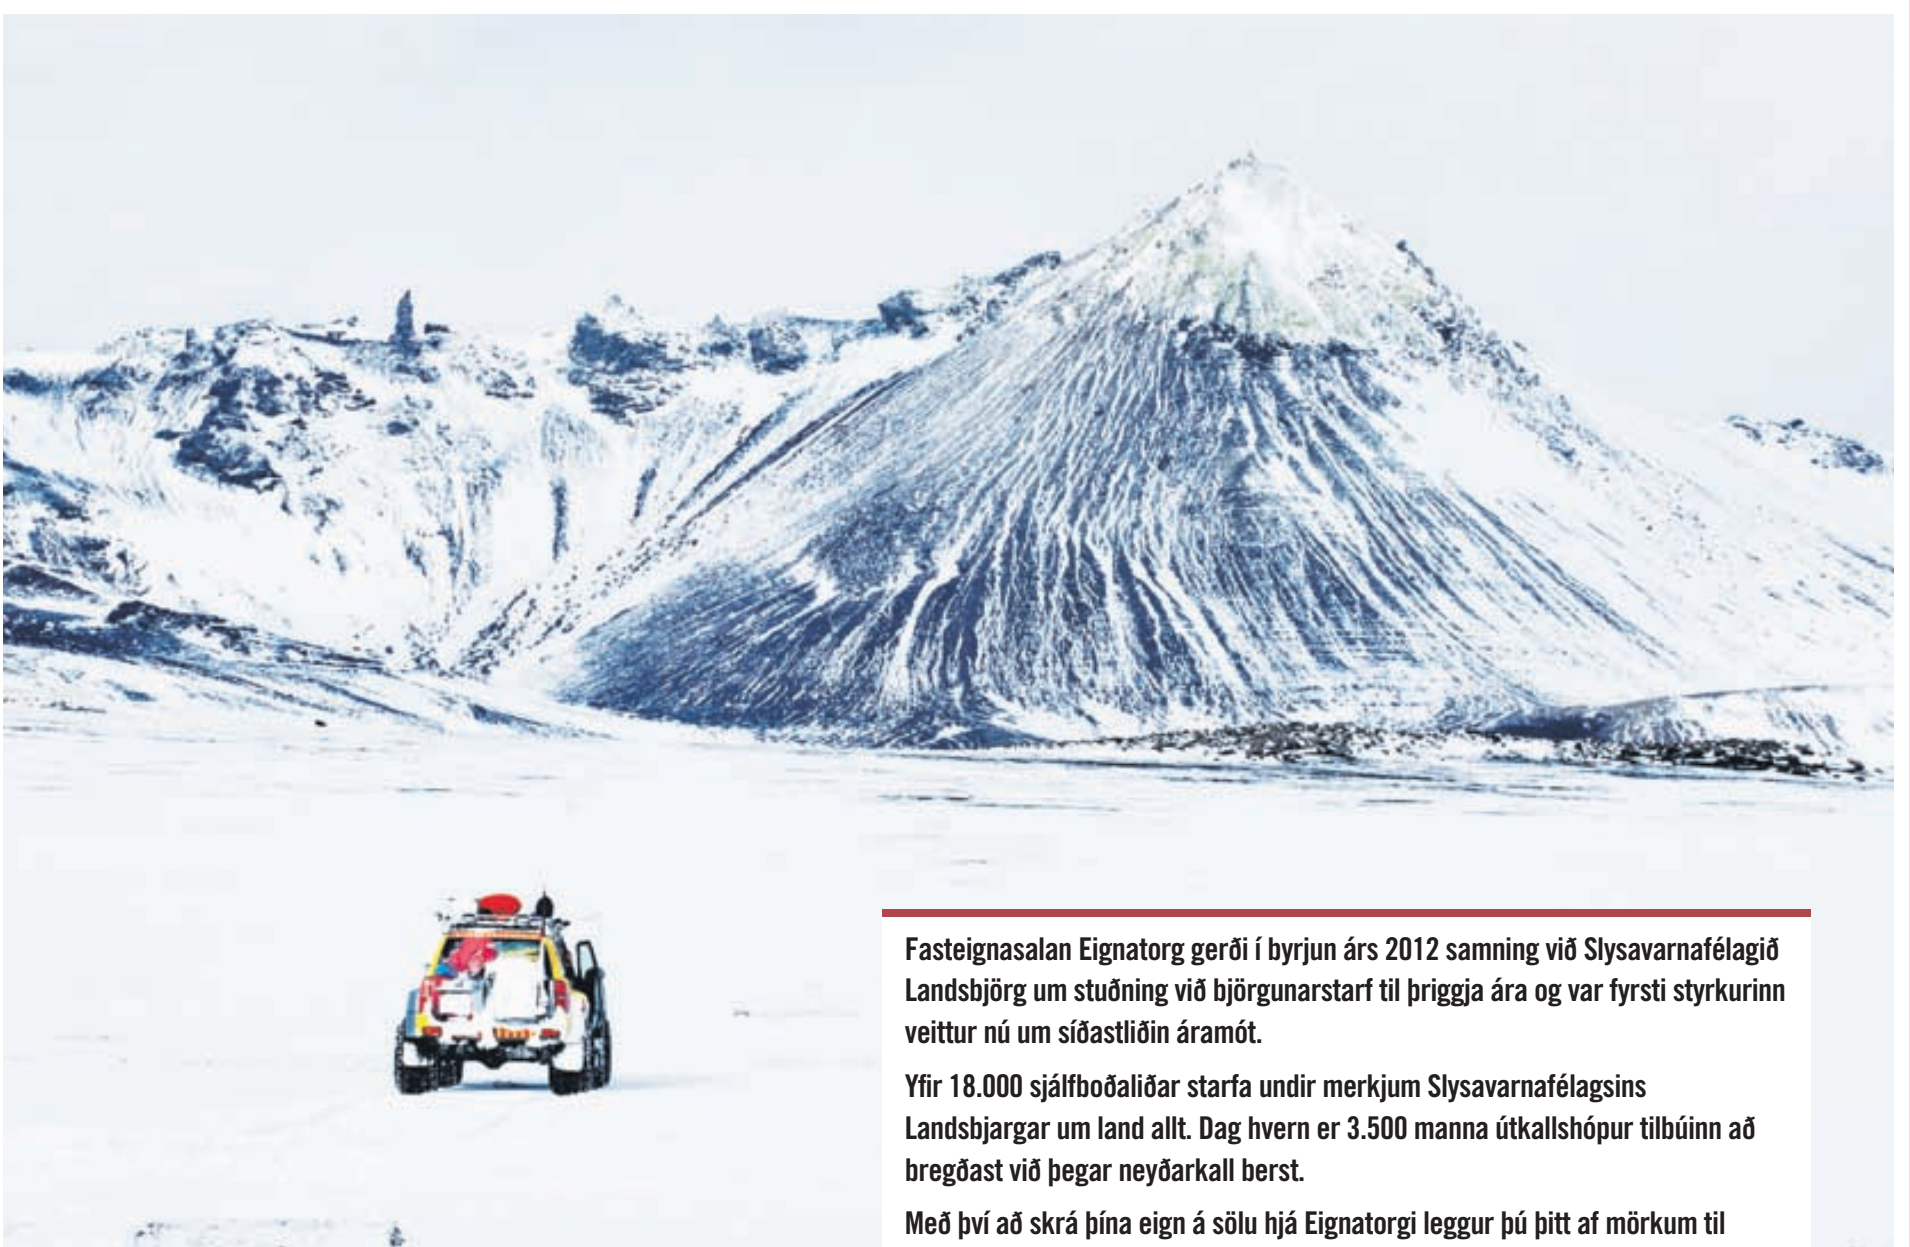 Fasteignasalan Eignatorg gerði í byrjun árs 2012 samning við Slysavarnafélagið
Landsbjörg um stuðning við björgunarstarf til þriggja ára og var fyrsti styrkurinn
veittur nú um síðastliðin áramót.
Yfir 18.000 sjálfboðaliðar starfa undir merkjum Slysavarnafélagsins
Landsbjargar um land allt. Dag hvern er 3.500 manna útkallshópur tilbúinn að
bregðast við þegar neyðarkall berst.
Með því að skrá þína eign á sölu hjá Eignatorgi leggur þú þitt af mörkum til